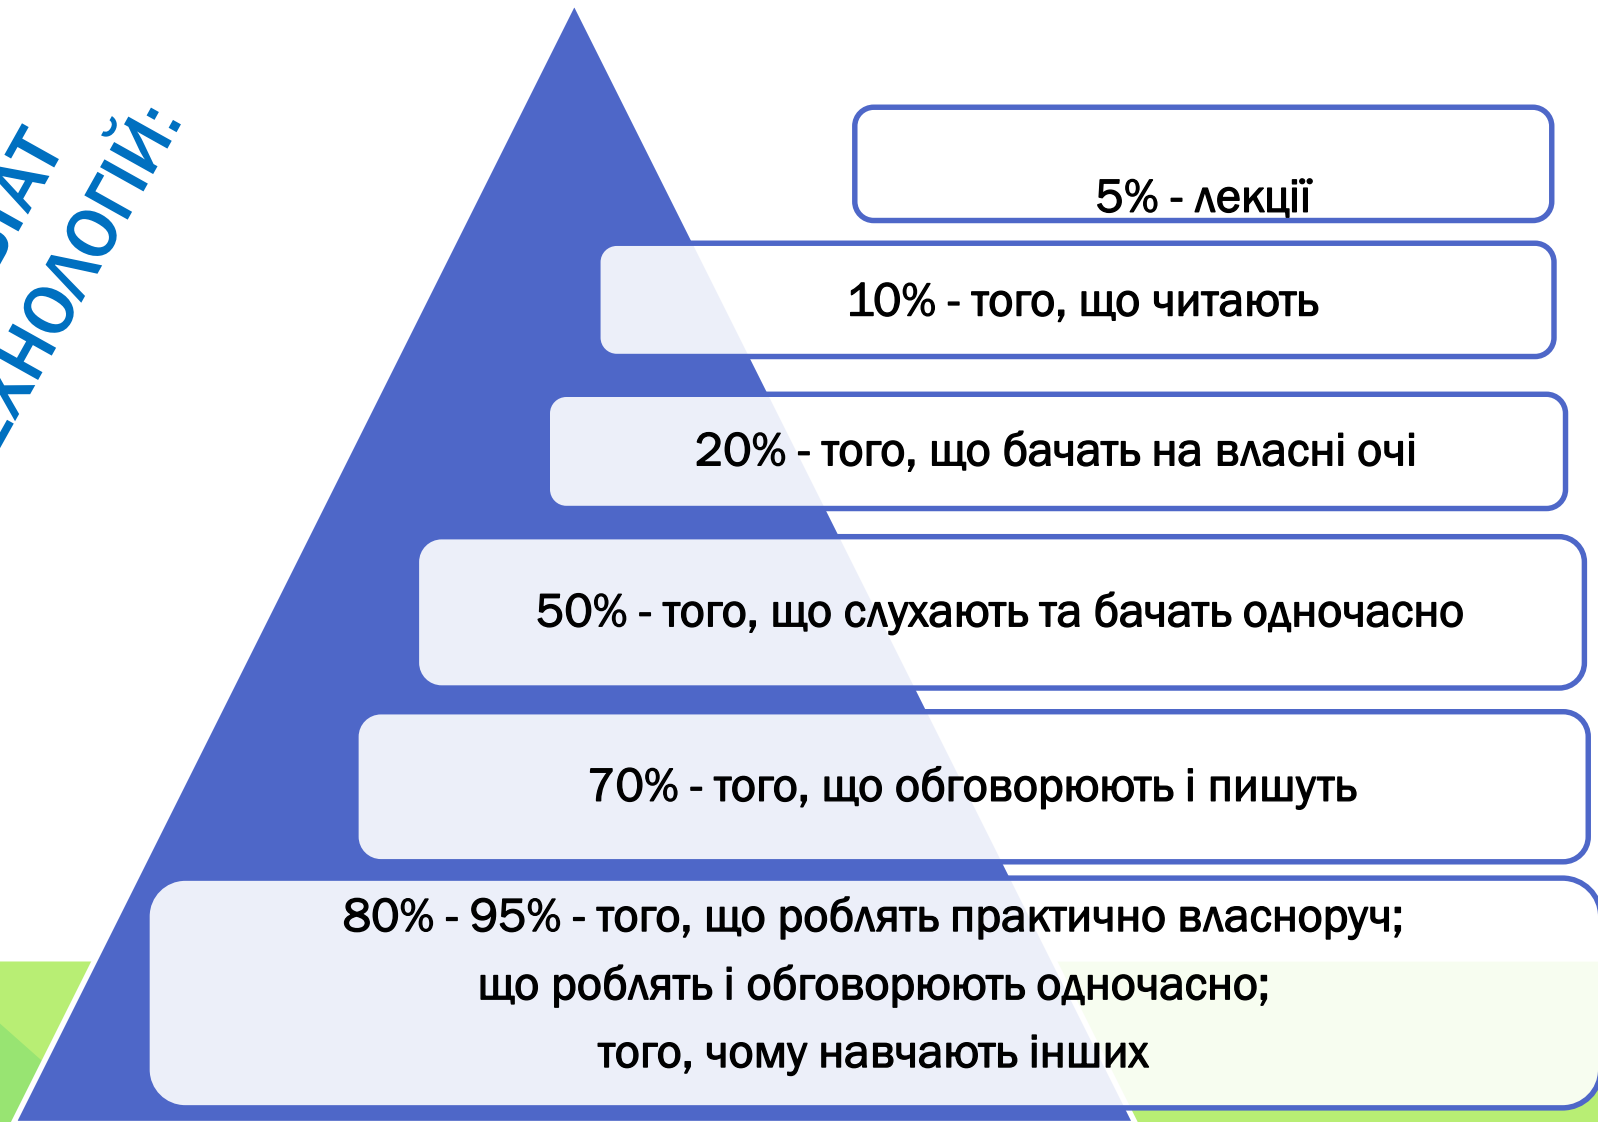 5% - лекції
10% - того, що читають
20% - того, що бачать на власні очі
50% - того, що слухають та бачать одночасно
70% - того, що обговорюють і пишуть
80% - 95% - того, що роблять практично власноруч;
що роблять і обговорюють одночасно;
того, чому навчають інших